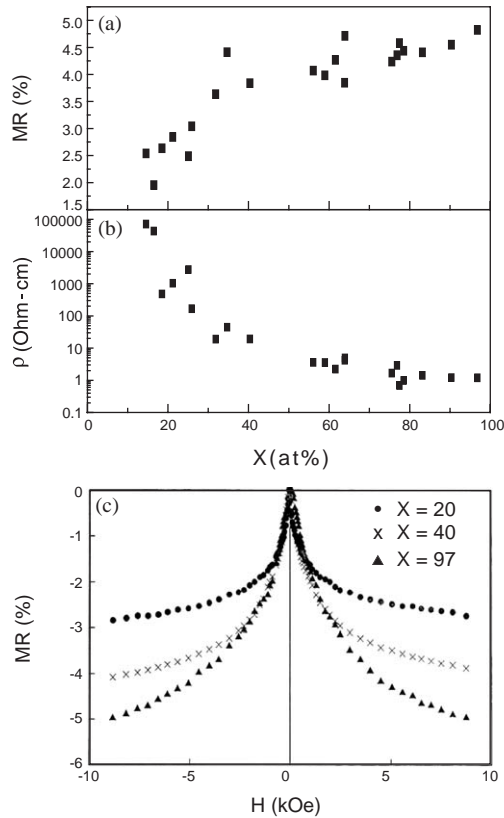 (a)
MR (%)
5.0
4.5
4.0
3.5
3.0
2.5
2.0
1.5
(b)
ρ (Ohm-cm)
100000
10000
1000
100
10
1
0.1
0 20 40 60 80 100
X (at%)
(c)
MR (%)
0
-1
-2
-3
-4
-5
-6
X = 20
X = 40
X = 97
-10 -5 0 5 10
H (kOe)